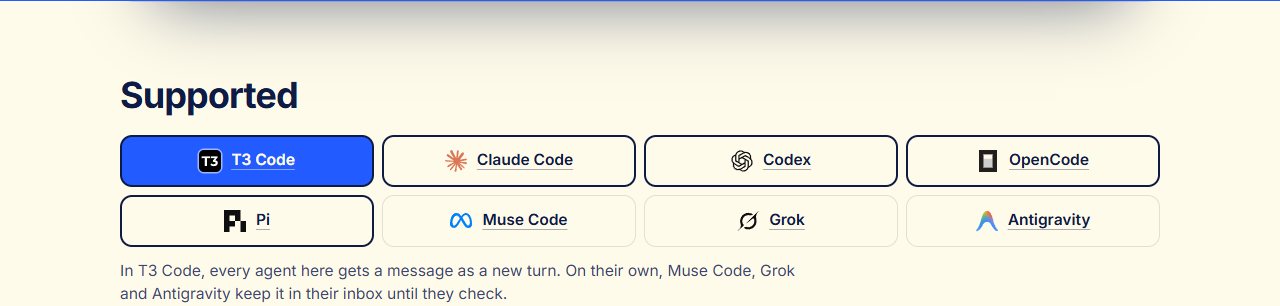 Supported
T3 T3 Code
Claude Code
Codex
OpenCode
Pi
Muse Code
Grok
Antigravity
In T3 Code, every agent here gets a message as a new turn. On their own, Muse Code, Grok
and Antigravity keep it in their inbox until they check.